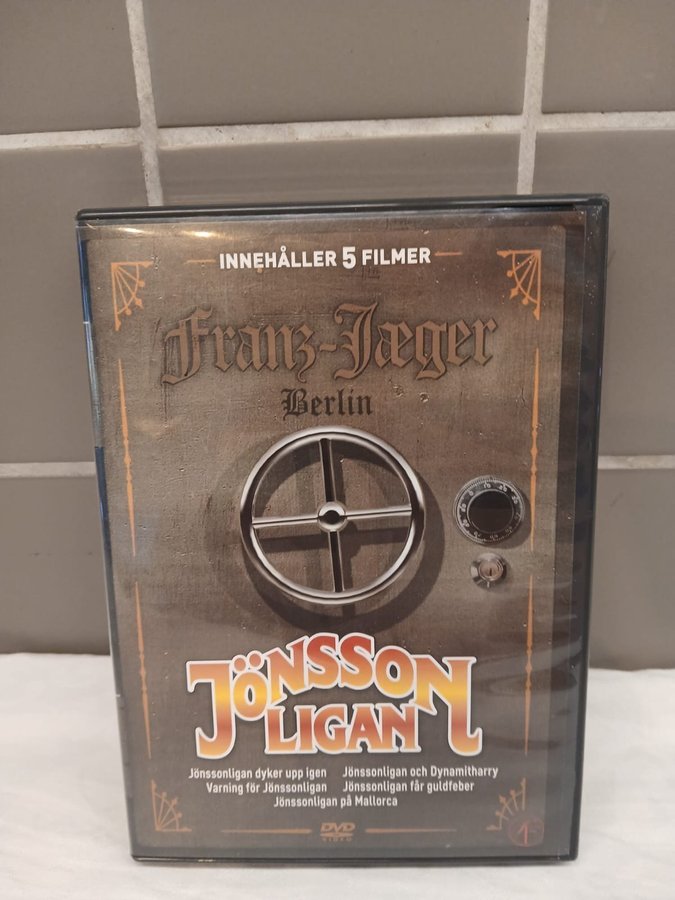 INNEHÅLLER 5 FILMER
Franz-Jæger
Berlin
JÖNSSON
LIGAN
Jönssonligan dyker upp igen Jönssonligan och Dynamitharry
Varning för Jönssonligan Jönssonligan får guldfeber
Jönssonligan på Mallorca
DVD
VIDEO